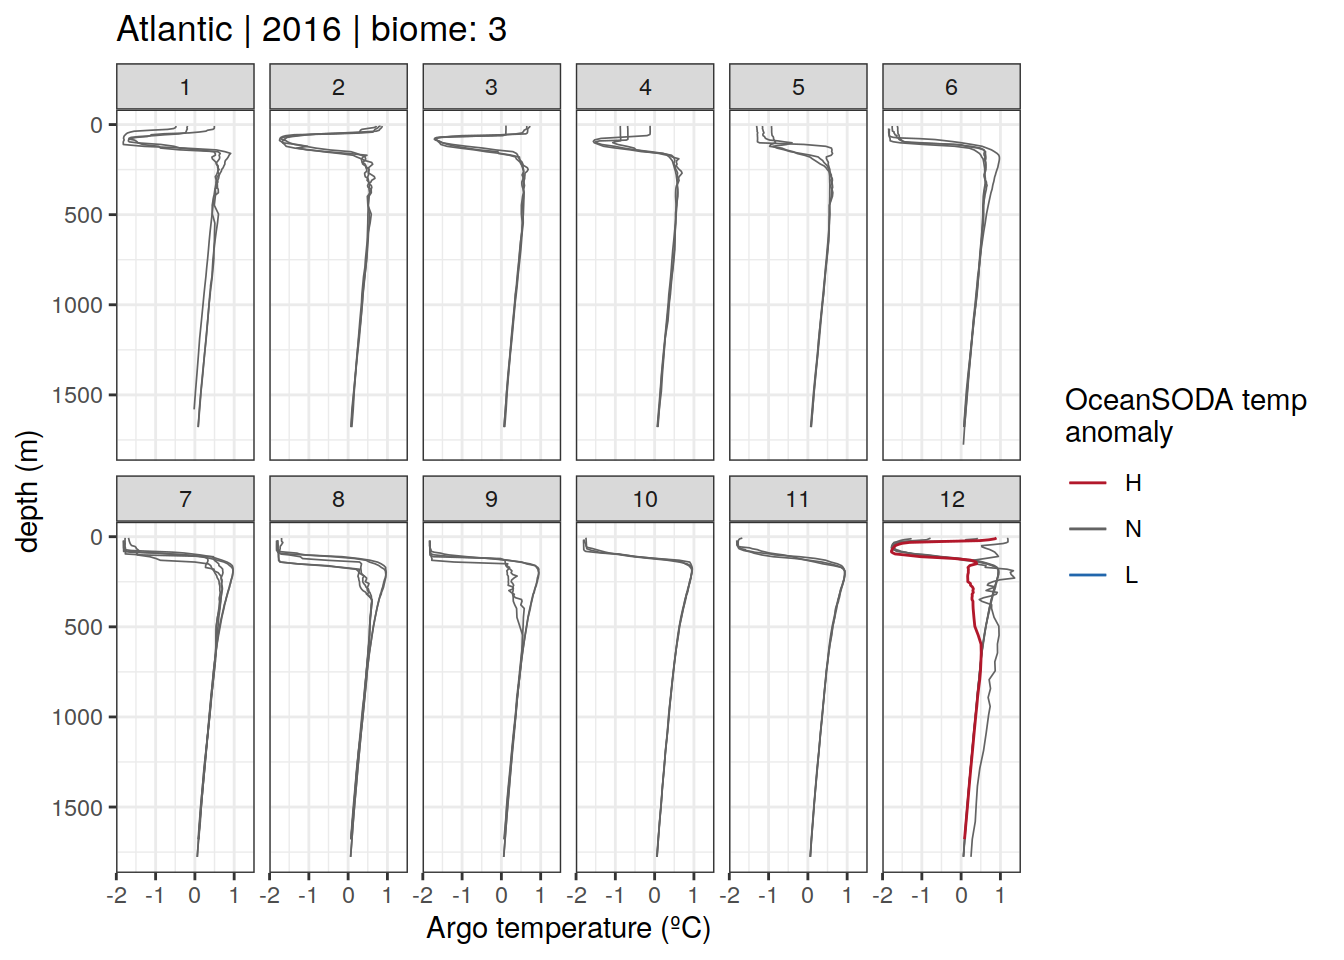 Atlantic | 2016 | biome: 3
1 2 3 4 5 6
0
500
1000
1500
7 8 9 10 11 12
0
500
1000
1500
-2 -1 0 1 -2 -1 0 1 -2 -1 0 1 -2 -1 0 1 -2 -1 0 1 -2 -1 0 1
Argo temperature (ºC)
depth (m)
OceanSODA temp
anomaly
H
N
L